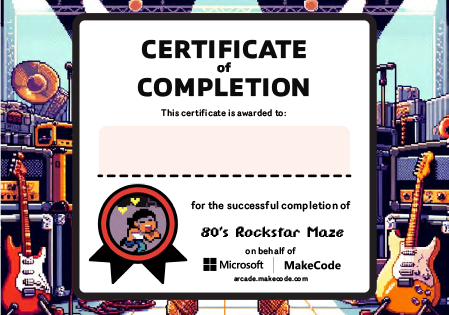 CERTIFICATE
of
COMPLETION
This certificate is awarded to:
for the successful completion of
80's Rockstar Maze
on behalf of
Microsoft | MakeCode
arcade.makecode.com